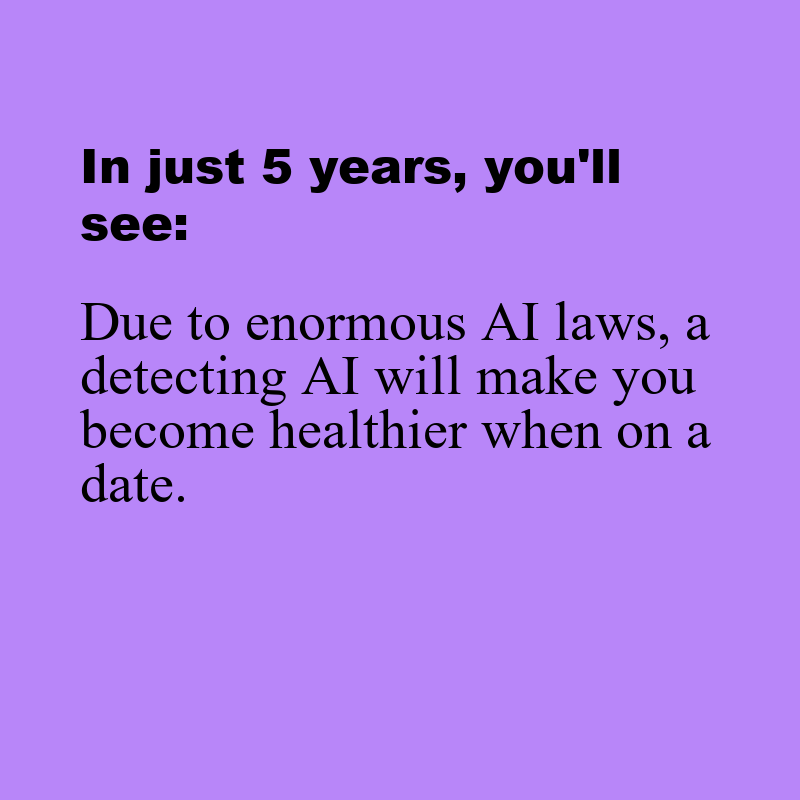 In just 5 years, you'll
see:
Due to enormous AI laws, a
detecting AI will make you
become healthier when on a
date.